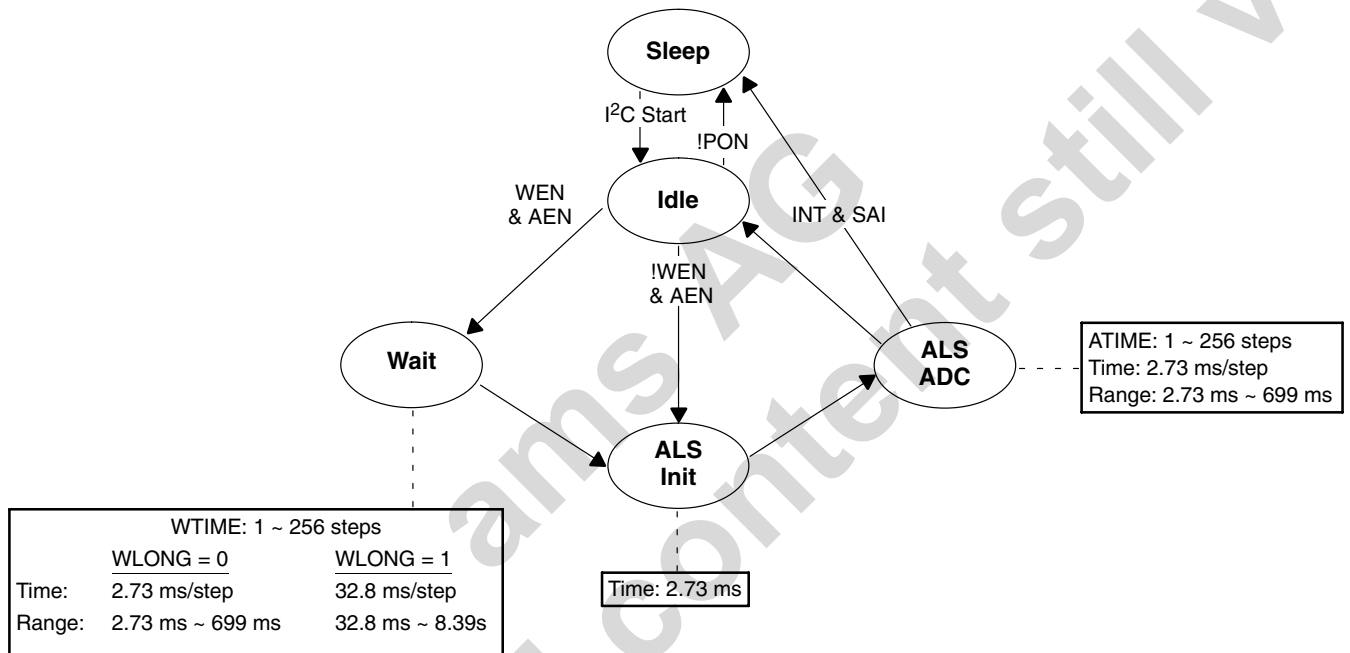 Sleep
I²C Start
!PON
Idle
WEN
& AEN
INT & SAI
!WEN
& AEN
Wait
ALS
ADC
ATIME: 1 ~ 256 steps
Time: 2.73 ms/step
Range: 2.73 ms ~ 699 ms
ALS
Init
WTIME: 1 ~ 256 steps
WLONG = 0 WLONG = 1
Time: 2.73 ms/step 32.8 ms/step
Range: 2.73 ms ~ 699 ms 32.8 ms ~ 8.39s
Time: 2.73 ms
ams AG
content still v